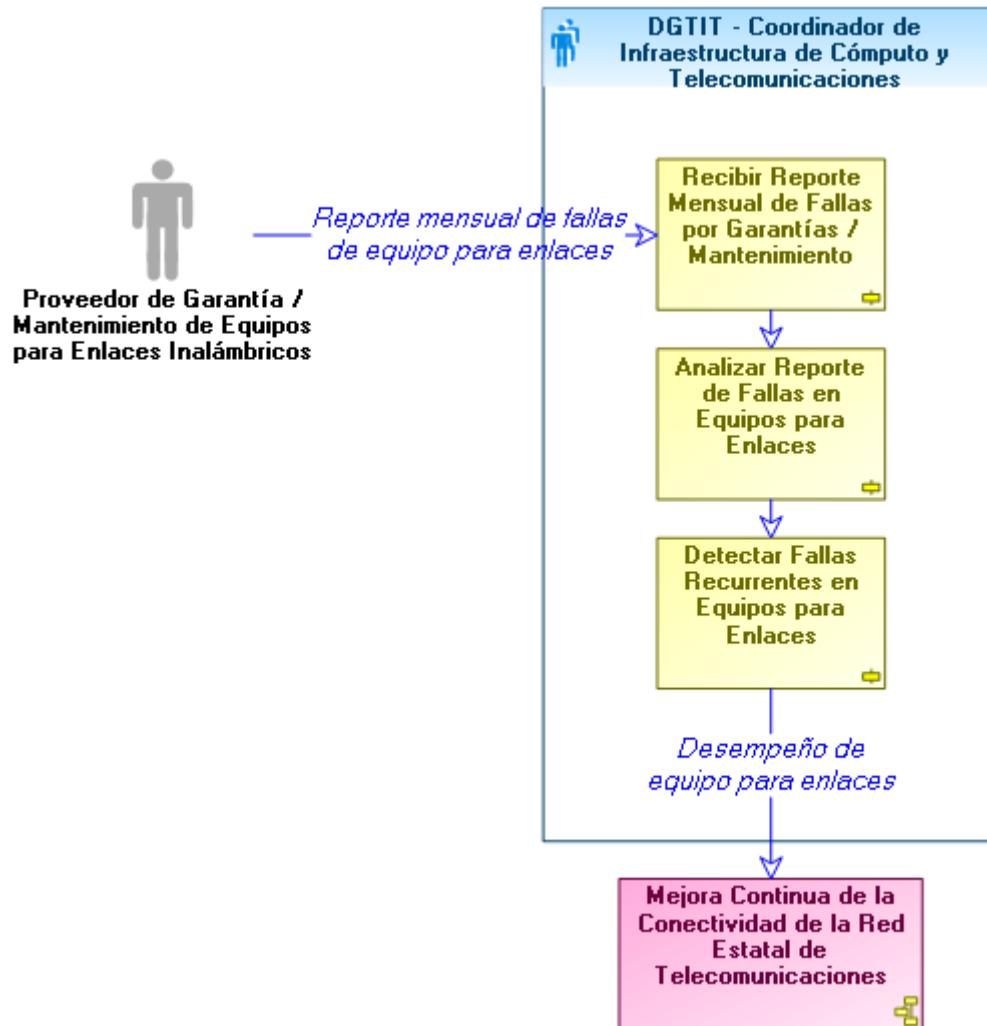 DGTIT - Coordinador de
Infraestructura de Cómputo y
Telecomunicaciones
Recibir Reporte
Mensual de Fallas
por Garantías /
Mantenimiento
Reporte mensual de fallas
de equipo para enlaces
Proveedor de Garantía /
Mantenimiento de Equipos
para Enlaces Inalámbricos
Analizar Reporte
de Fallas en
Equipos para
Enlaces
Detectar Fallas
Recurrentes en
Equipos para
Enlaces
Desempeño de
equipo para enlaces
Mejora Continua de la
Conectividad de la Red
Estatal de
Telecomunicaciones